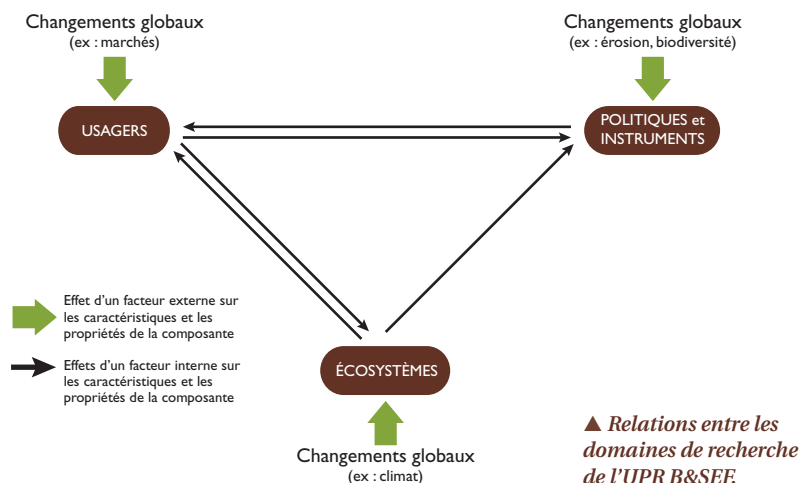 Changements globaux
(ex : marchés)
Changements globaux
(ex : érosion, biodiversité)
USAGERS
POLITIQUES et
INSTRUMENTS
Effet d'un facteur externe sur
les caractéristiques et les
propriétés de la composante
Effets d'un facteur interne sur
les caractéristiques et les
propriétés de la composante
ÉCOSYSTÈMES
Changements globaux
(ex : climat)
▲ Relations entre les
domaines de recherche
de l'UPR B&SEF.